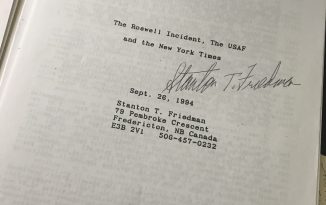 The Roswell Incident, The USAF
and the New York Times
Stanton T. Friedman
Sept. 26, 1994
Stanton T. Friedman
79 Pembroke Crescent
Fredericton, NB Canada
E3B 2V1 506-457-0232